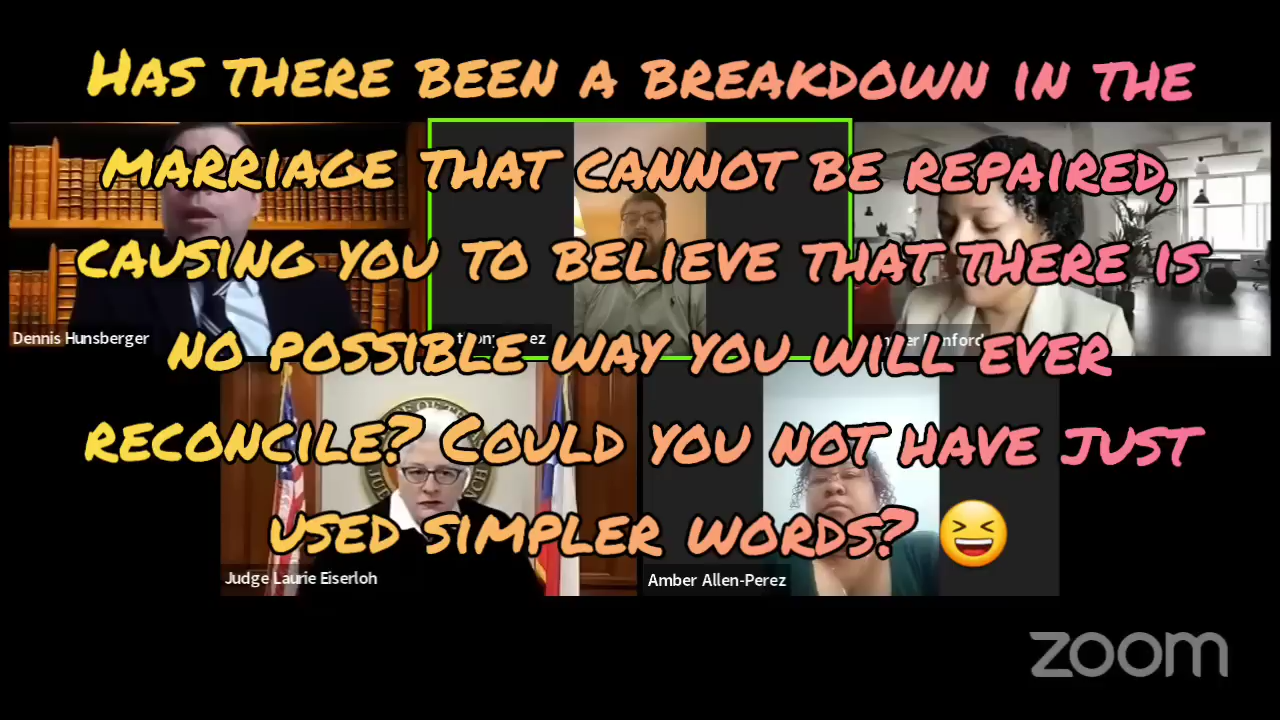 Has there been a breakdown in the
marriage that cannot be repaired,
causing you to believe that there is
no possible way you will ever
reconcile? Could you not have just
used simpler words? 😆
Dennis Hunsberger
Judge Laurie Eiserloh
Amber Allen-Perez
zoom